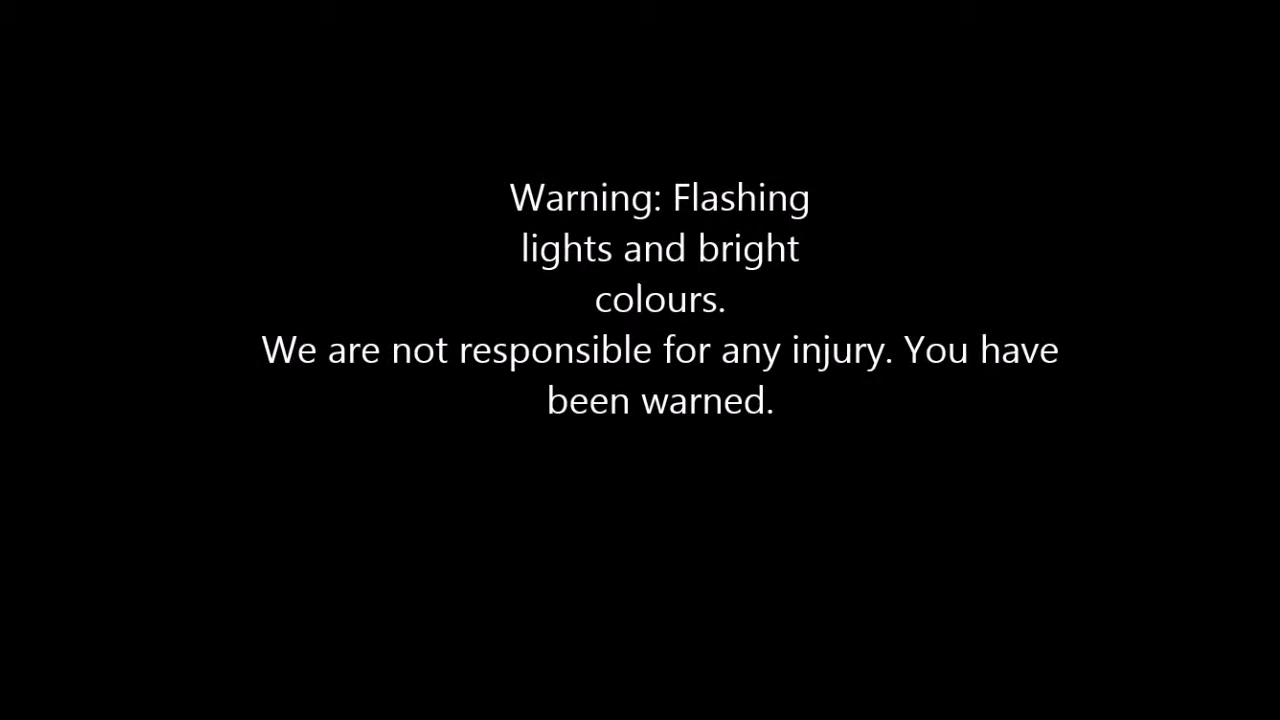 Warning: Flashing
lights and bright
colours.
We are not responsible for any injury. You have
been warned.